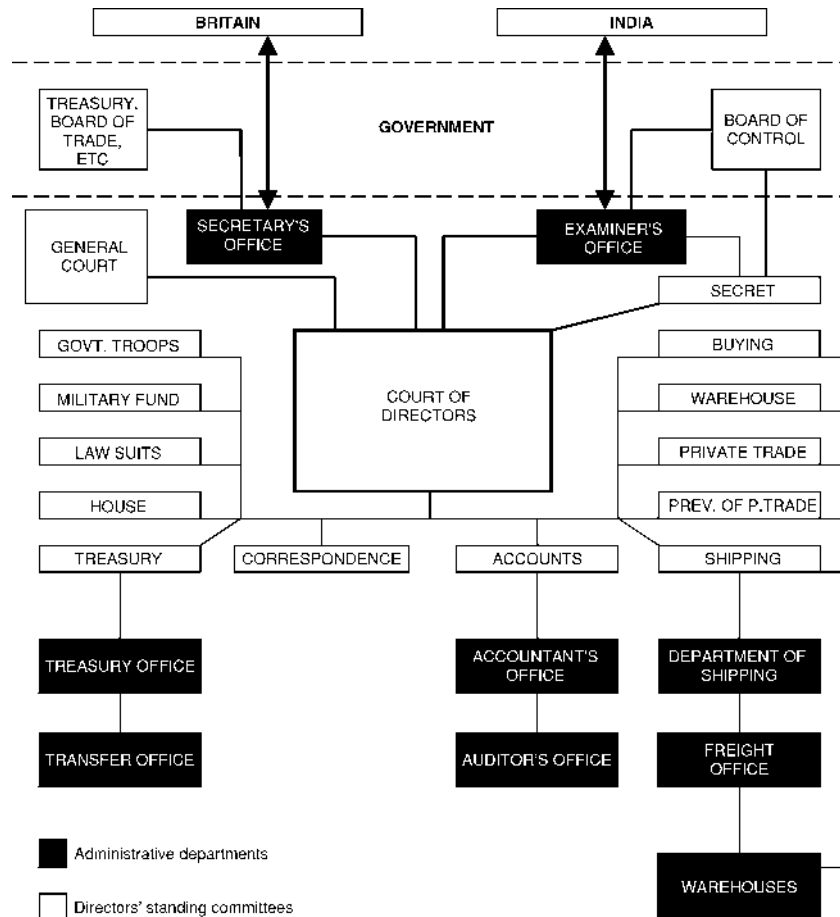 BRITAIN
INDIA
TREASURY.
BOARD OF
TRADE,
ETC
GOVERNMENT
BOARD OF
CONTROL
SECRETARY'S
OFFICE
EXAMINER'S
OFFICE
GENERAL
COURT
SECRET
GOVT. TROOPS
BUYING
COURT OF
DIRECTORS
MILITARY FUND
WAREHOUSE
LAW SUITS
PRIVATE TRADE
HOUSE
PREV. OF P.TRADE
TREASURY
CORRESPONDENCE
ACCOUNTS
SHIPPING
TREASURY OFFICE
ACCOUNTANT'S
OFFICE
DEPARTMENT OF
SHIPPING
TRANSFER OFFICE
AUDITOR'S OFFICE
FREIGHT
OFFICE
Administrative departments
WAREHOUSES
Directors' standing committees